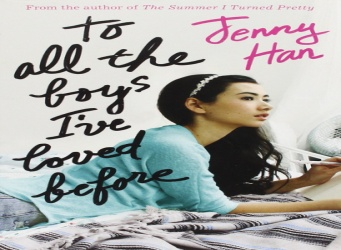 From the author of The Summer I Turned Pretty
to
all the
boys
I've
loved
before
Jenny
Han